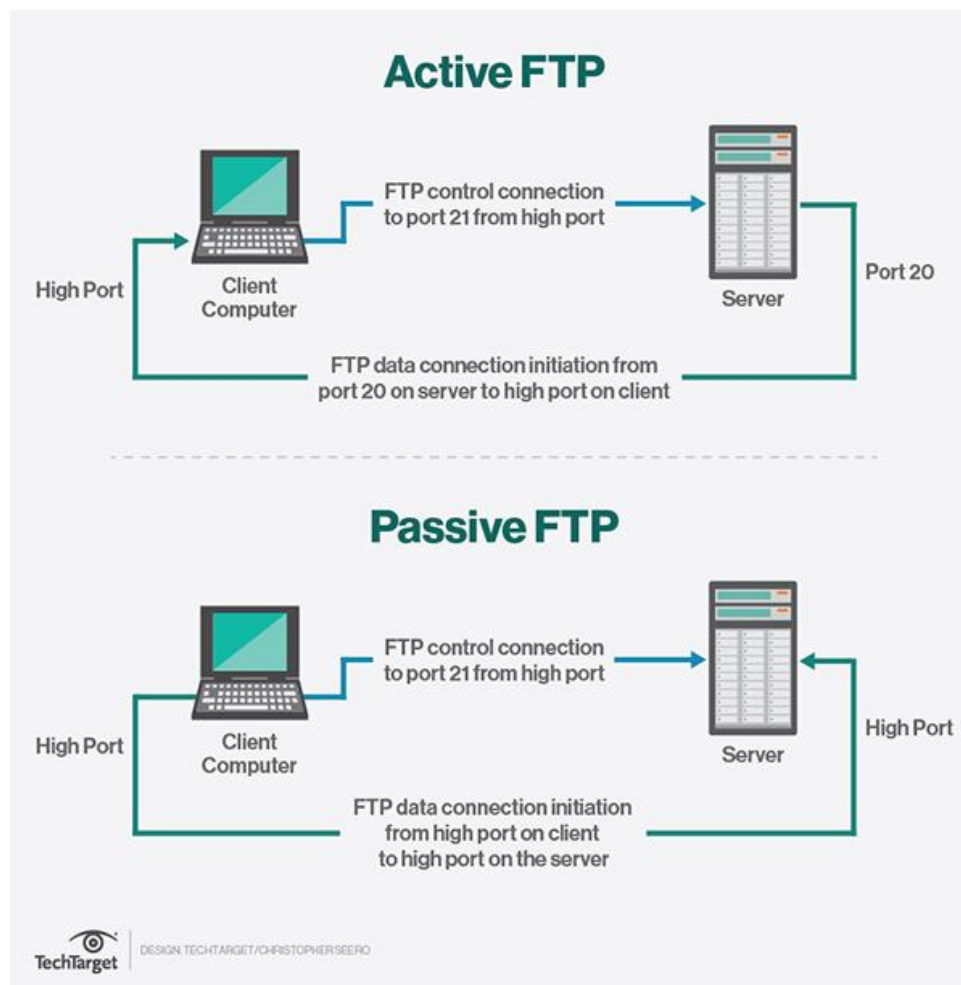 Active FTP
FTP control connection
to port 21 from high port
High Port
Client
Computer
Server
Port 20
FTP data connection initiation from
port 20 on server to high port on client
Passive FTP
FTP control connection
to port 21 from high port
High Port
Client
Computer
Server
High Port
FTP data connection initiation
from high port on client
to high port on the server
TechTarget
DESIGN: TECHTARGET/CHRISTOPHER SEERO